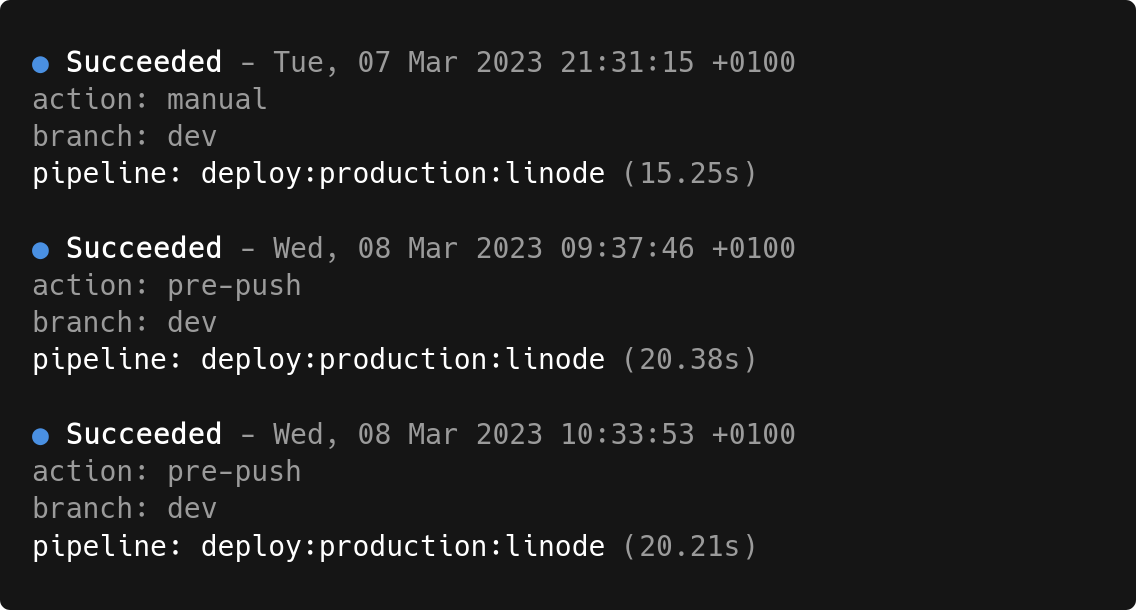 ● Succeeded - Tue, 07 Mar 2023 21:31:15 +0100
action: manual
branch: dev
pipeline: deploy:production:linode (15.25s)
● Succeeded - Wed, 08 Mar 2023 09:37:46 +0100
action: pre-push
branch: dev
pipeline: deploy:production:linode (20.38s)
● Succeeded - Wed, 08 Mar 2023 10:33:53 +0100
action: pre-push
branch: dev
pipeline: deploy:production:linode (20.21s)